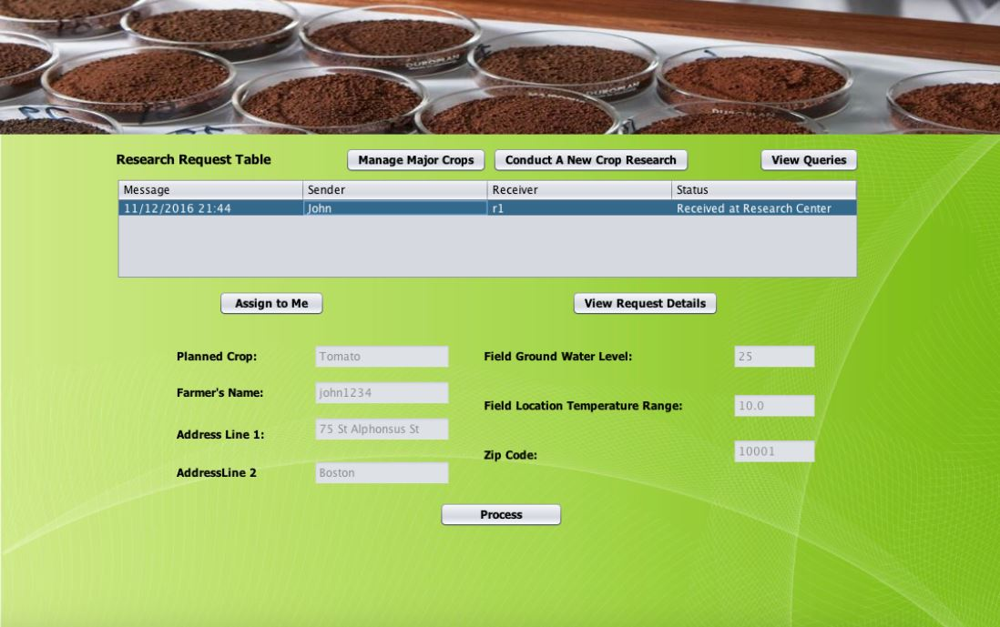 DUROPLAN
DUROPLAN
Research Request Table
Manage Major Crops
Conduct A New Crop Research
View Queries
Message Sender Receiver Status
11/12/2016 21:44 John r1 Received at Research Center
Assign to Me
View Request Details
Planned Crop: Tomato Field Ground Water Level: 25
Farmer's Name: john1234
Field Location Temperature Range: 10.0
Address Line 1: 75 St Alphonsus St
Zip Code: 10001
AddressLine 2 Boston
Process